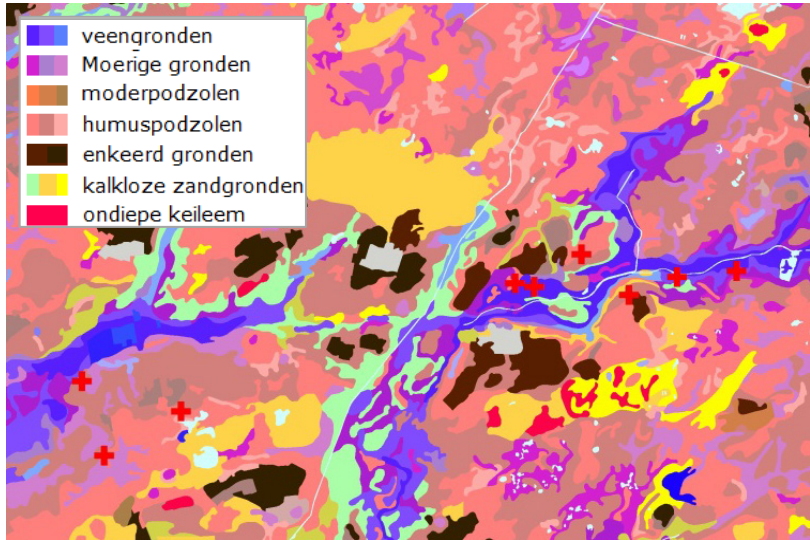 veengronden
Moerige gronden
moderpodzolen
humuspodzolen
enkeerd gronden
kalkloze zandgronden
ondiepe keileem